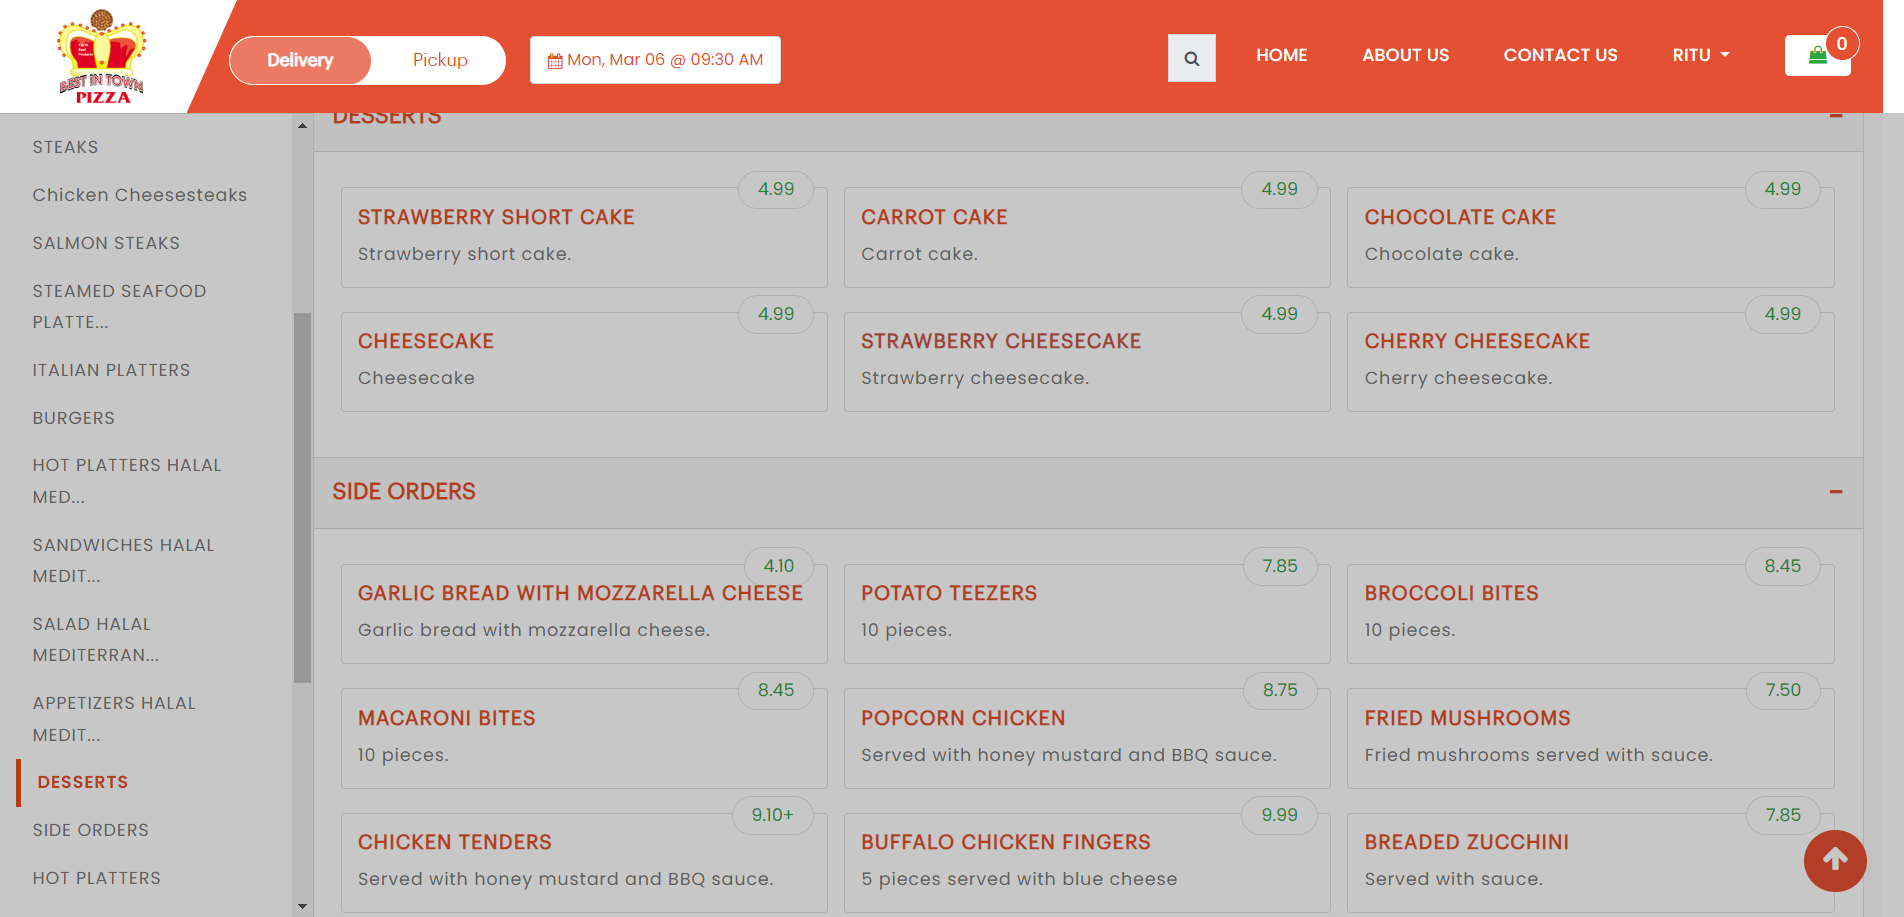 BEST IN TOWN
PIZZA
Delivery
Pickup
Mon, Mar 06 @ 09:30 AM
HOME
ABOUT US
CONTACT US
RITU
0
STEAKS
Chicken Cheesesteaks
SALMON STEAKS
STEAMED SEAFOOD
PLATTE...
ITALIAN PLATTERS
BURGERS
HOT PLATTERS HALAL
MED...
SANDWICHES HALAL
MEDIT...
SALAD HALAL
MEDITERRAN...
APPETIZERS HALAL
MEDIT...
DESSERTS
SIDE ORDERS
HOT PLATTERS
DESSERTS
4.99
STRAWBERRY SHORT CAKE
Strawberry short cake.
4.99
CARROT CAKE
Carrot cake.
4.99
CHOCOLATE CAKE
Chocolate cake.
4.99
CHEESECAKE
Cheesecake
4.99
STRAWBERRY CHEESECAKE
Strawberry cheesecake.
4.99
CHERRY CHEESECAKE
Cherry cheesecake.
SIDE ORDERS
4.10
GARLIC BREAD WITH MOZZARELLA CHEESE
Garlic bread with mozzarella cheese.
7.85
POTATO TEEZERS
10 pieces.
8.45
BROCCOLI BITES
10 pieces.
8.45
MACARONI BITES
10 pieces.
8.75
POPCORN CHICKEN
Served with honey mustard and BBQ sauce.
7.50
FRIED MUSHROOMS
Fried mushrooms served with sauce.
9.10+
CHICKEN TENDERS
Served with honey mustard and BBQ sauce.
9.99
BUFFALO CHICKEN FINGERS
5 pieces served with blue cheese
7.85
BREADED ZUCCHINI
Served with sauce.